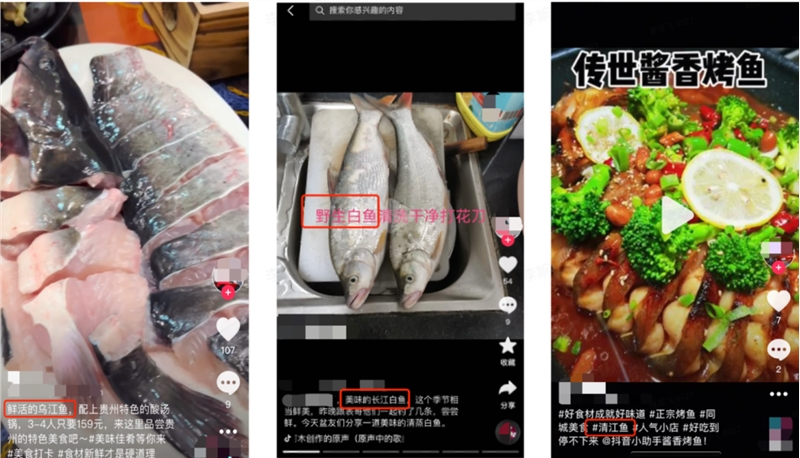 鲜活的乌江鱼，配上贵州特色的酸汤
锅，3-4人只要159元，来这里品尝贵
州的特色美食吧~#美味佳肴等你来
#美食打卡 #食材新鲜才是硬道理
107
9
搜索你感兴趣的内容
野生白鱼清洗干净打花刀
54
9
收藏
分享
美味的长江白鱼，这个季节相
当鲜美，昨晚跟表哥他们一起钓了几条，尝尝
鲜，今天盆友们分享一道美味的清蒸白鱼。
木创作的原声（原声中的歌
传世酱香烤鱼
7
2
#好食材成就好味道 #正宗烤鱼 #同
城美食 #清江鱼 #人气小店 #好吃到
停不下来 @抖音小助手酱香烤鱼！